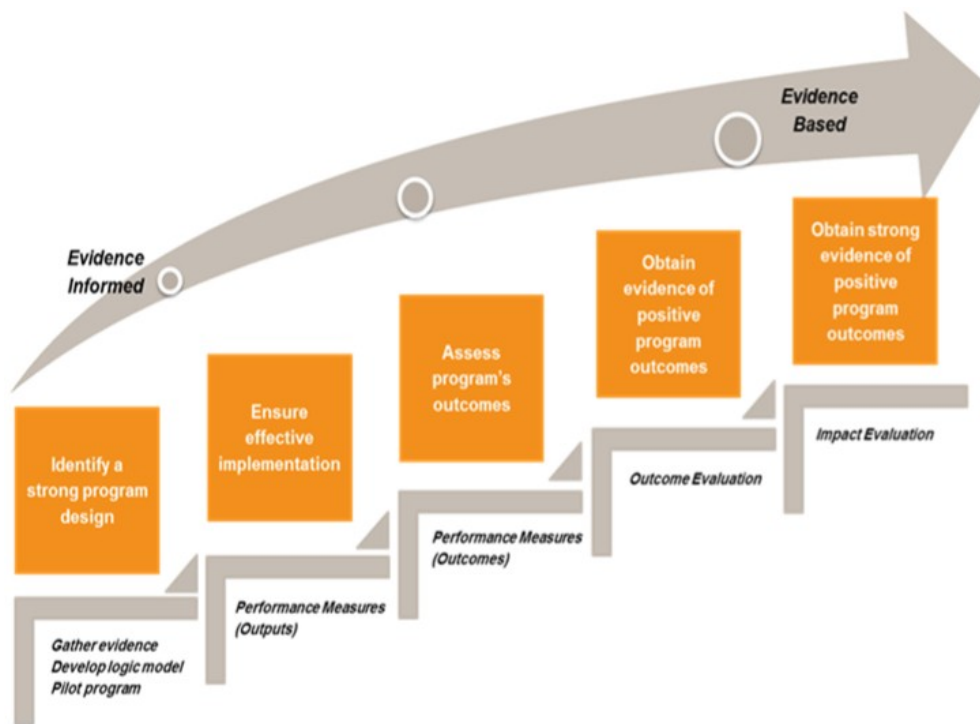 Evidence
Based
Evidence
Informed
Identify a
strong program
design
Ensure
effective
implementation
Assess
program's
outcomes
Obtain
evidence of
positive
program
outcomes
Obtain strong
evidence of
positive
program
outcomes
Gather evidence
Develop logic model
Pilot program
Performance Measures
(Outputs)
Performance Measures
(Outcomes)
Outcome Evaluation
Impact Evaluation